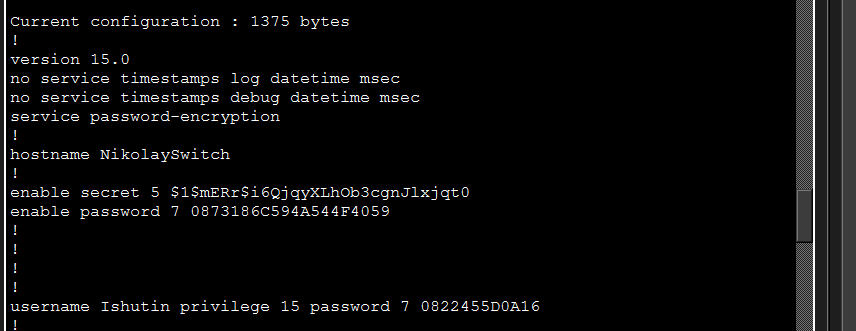 Current configuration : 1375 bytes
!
version 15.0
no service timestamps log datetime msec
no service timestamps debug datetime msec
service password-encryption
!
hostname NikolaySwitch
!
enable secret 5 $1$mERr$i6QjqyXLhOb3cgnJlxjqt0
enable password 7 0873186C594A544F4059
!
!
!
!
username Ishutin privilege 15 password 7 0822455D0A16
!